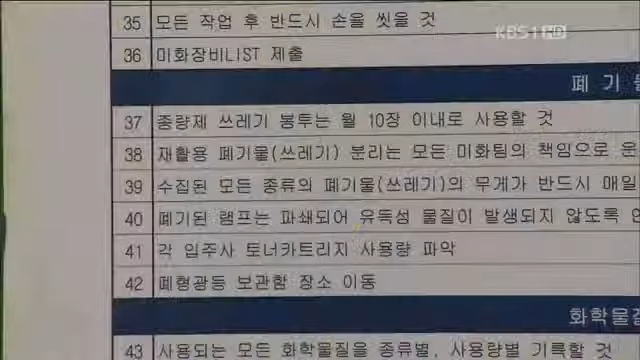 KBS1 HD
35 모든 작업 후 반드시 손을 씻을 것
36 미화장비LIST 제출
폐 기
37 종량제 쓰레기 봉투는 월 10장 이내로 사용할 것
38 재활용 폐기물(쓰레기) 분리는 모든 미화팀의 책임으로
39 수집된 모든 종류의 폐기물(쓰레기)의 무게가 반드시 매일
40 폐기된 램프는 파쇄되어 유독성 물질이 발생되지 않도록
41 각 입주사 토너카트리지 사용량 파악
42 폐형광등 보관함 장소 이동
화학물질
43 사용되는 모든 화학물질을 종류별, 사용량별 기록할 것